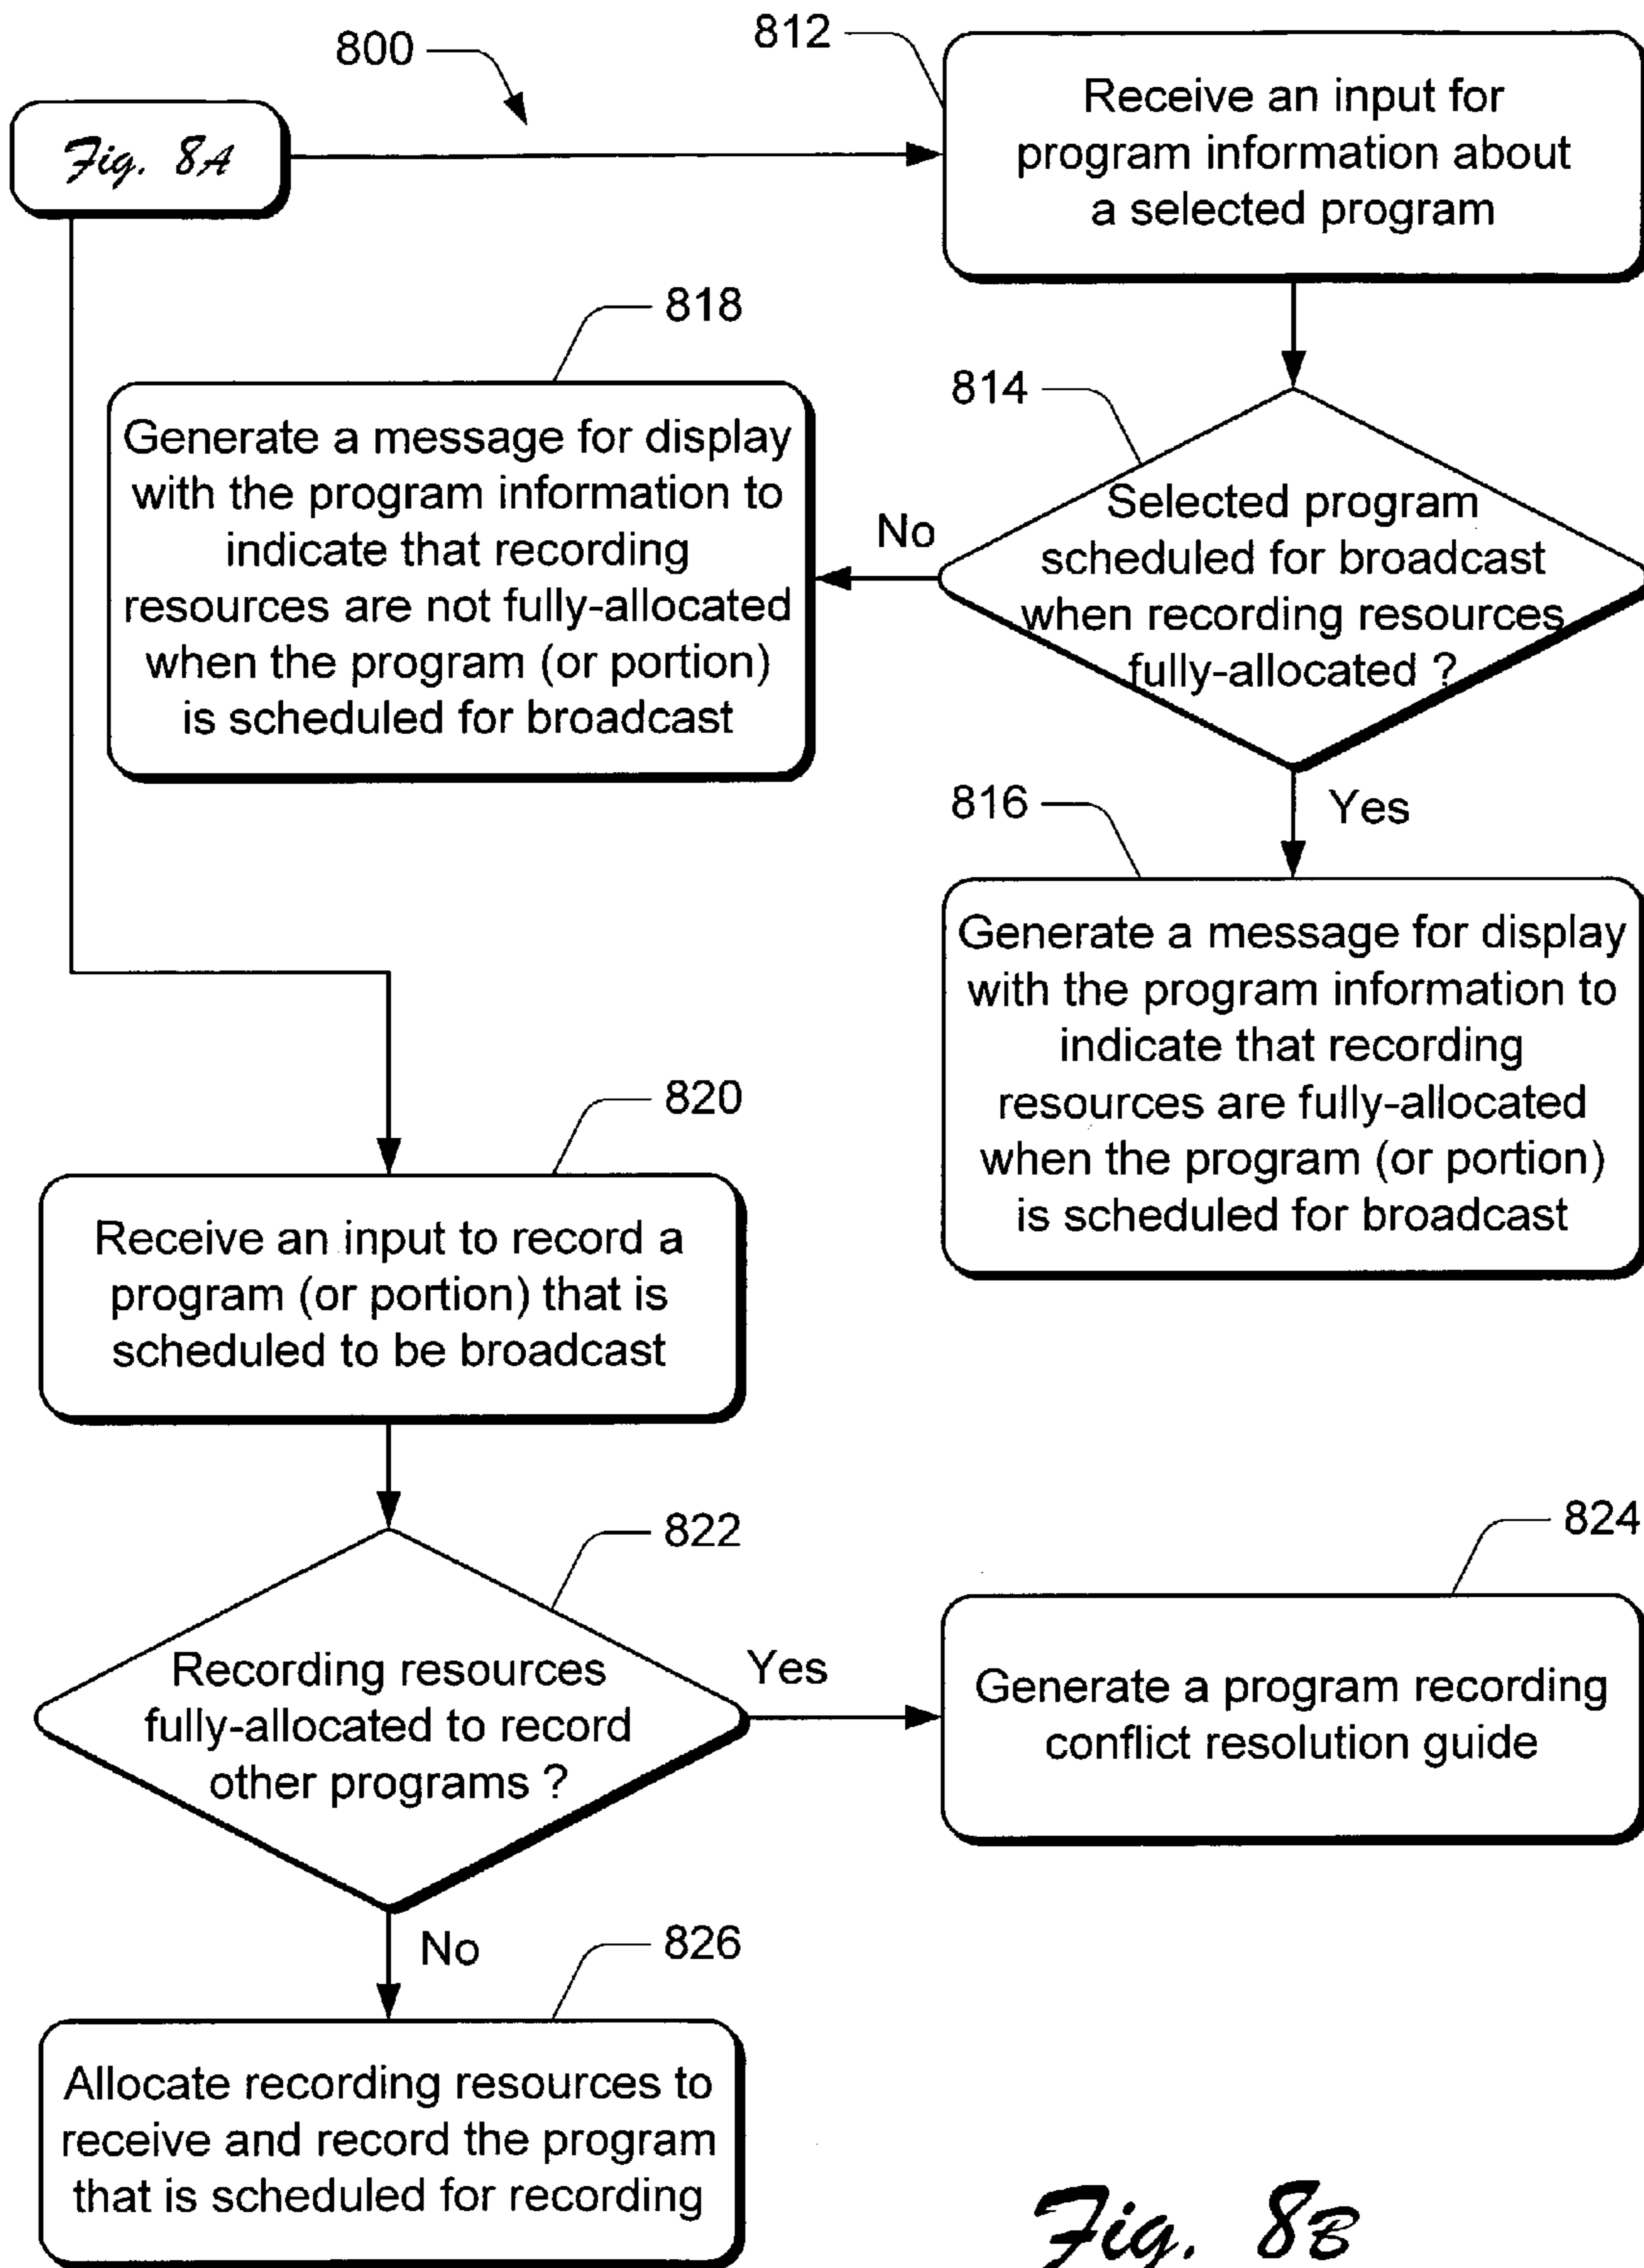 800
812
Fig. 8A
Receive an input for
program information about
a selected program
818
Generate a message for display
with the program information to
indicate that recording
resources are not fully-allocated
when the program (or portion)
is scheduled for broadcast
814
No
Selected program
scheduled for broadcast
when recording resources
fully-allocated ?
Yes
816
Generate a message for display
with the program information to
indicate that recording
resources are fully-allocated
when the program (or portion)
is scheduled for broadcast
820
Receive an input to record a
program (or portion) that is
scheduled to be broadcast
822
Recording resources
fully-allocated to record
other programs ?
Yes
824
Generate a program recording
conflict resolution guide
No
826
Allocate recording resources to
receive and record the program
that is scheduled for recording
Fig. 8B